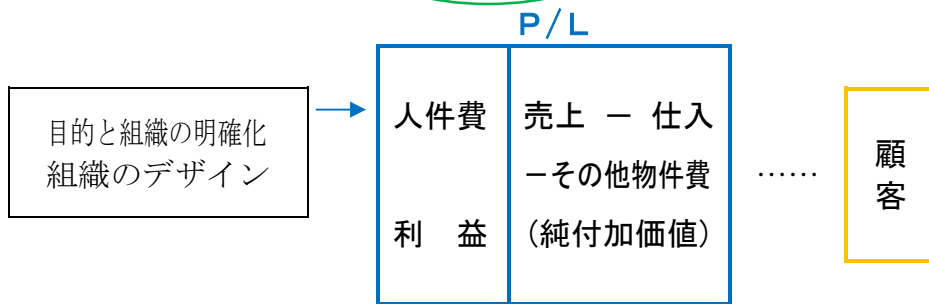 P/L
目的と組織の明確化
組織のデザイン
人件費
利 益
売上 － 仕入
－その他物件費
(純付加価値)
……
顧
客